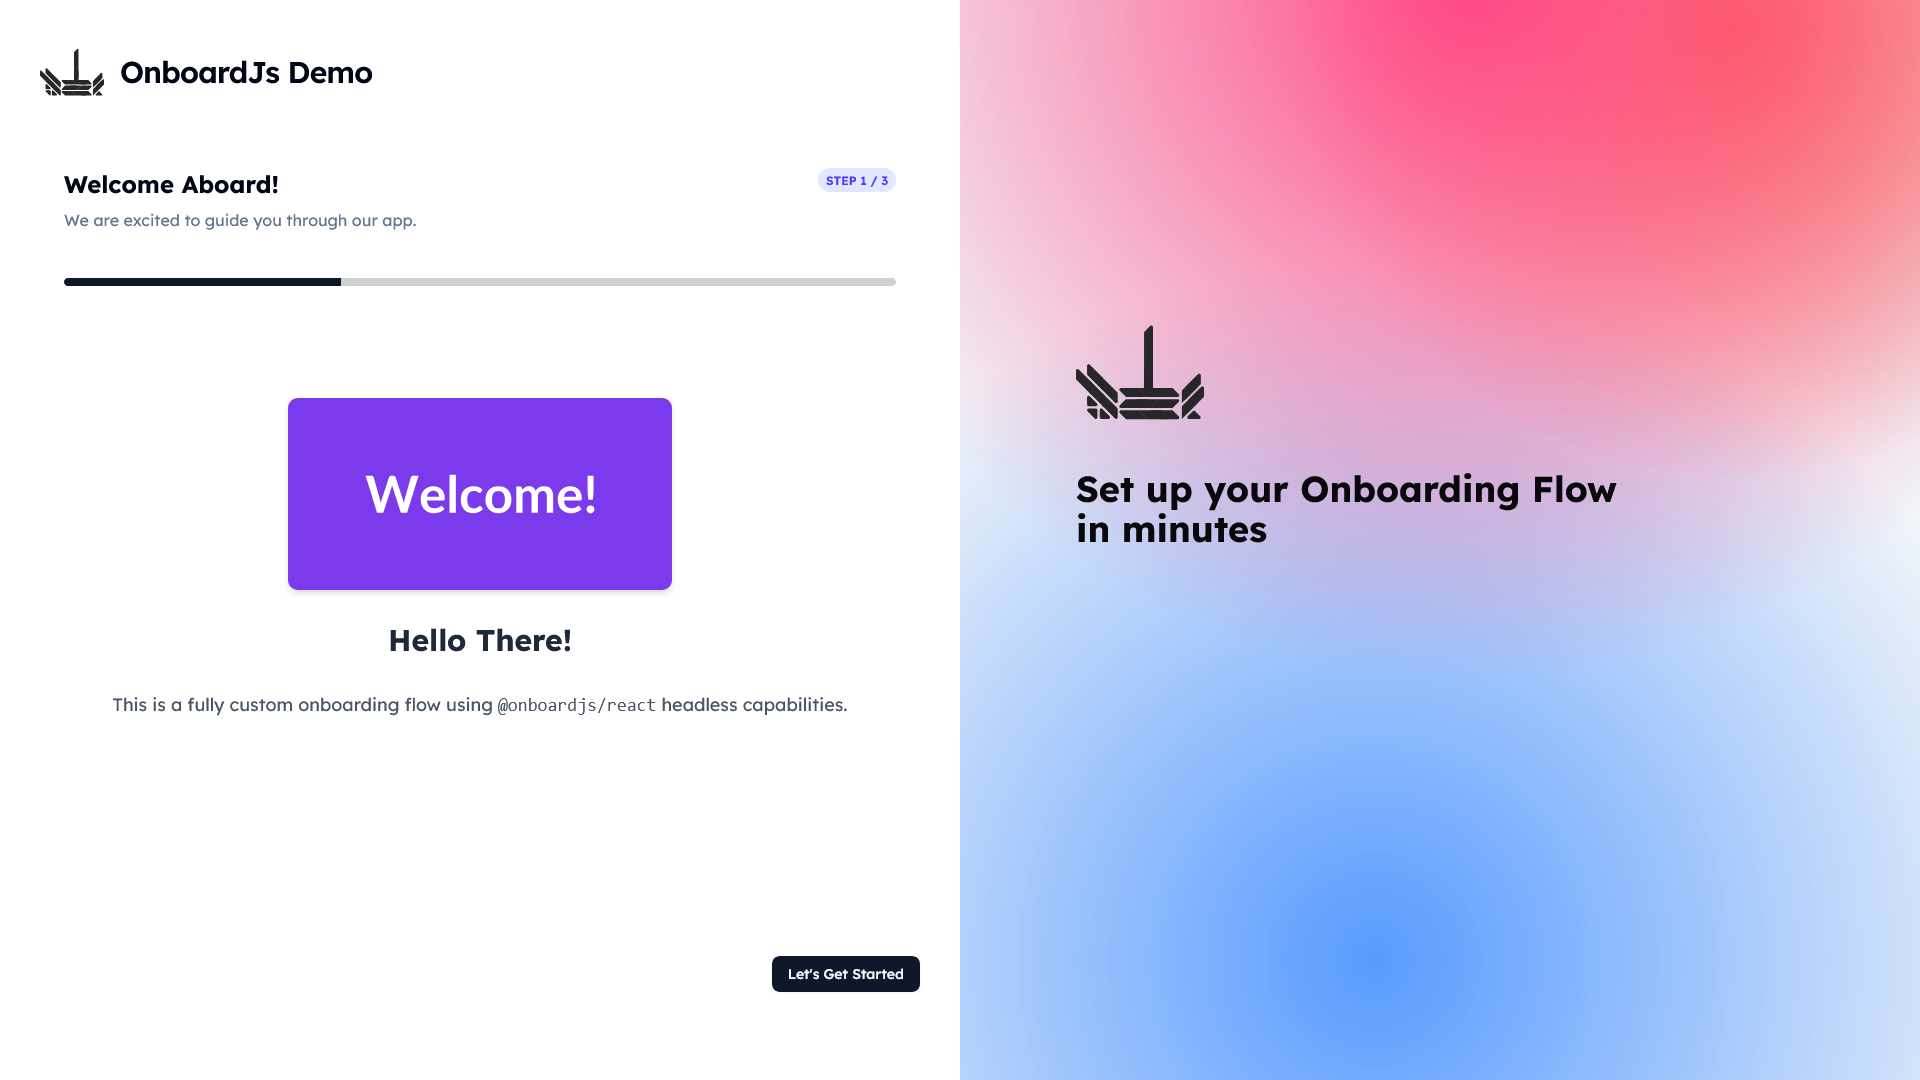 OnboardJs Demo
Welcome Aboard!
STEP 1 / 3
We are excited to guide you through our app.
Welcome!
Hello There!
This is a fully custom onboarding flow using @onboardjs/react headless capabilities.
Let's Get Started
Set up your Onboarding Flow
in minutes